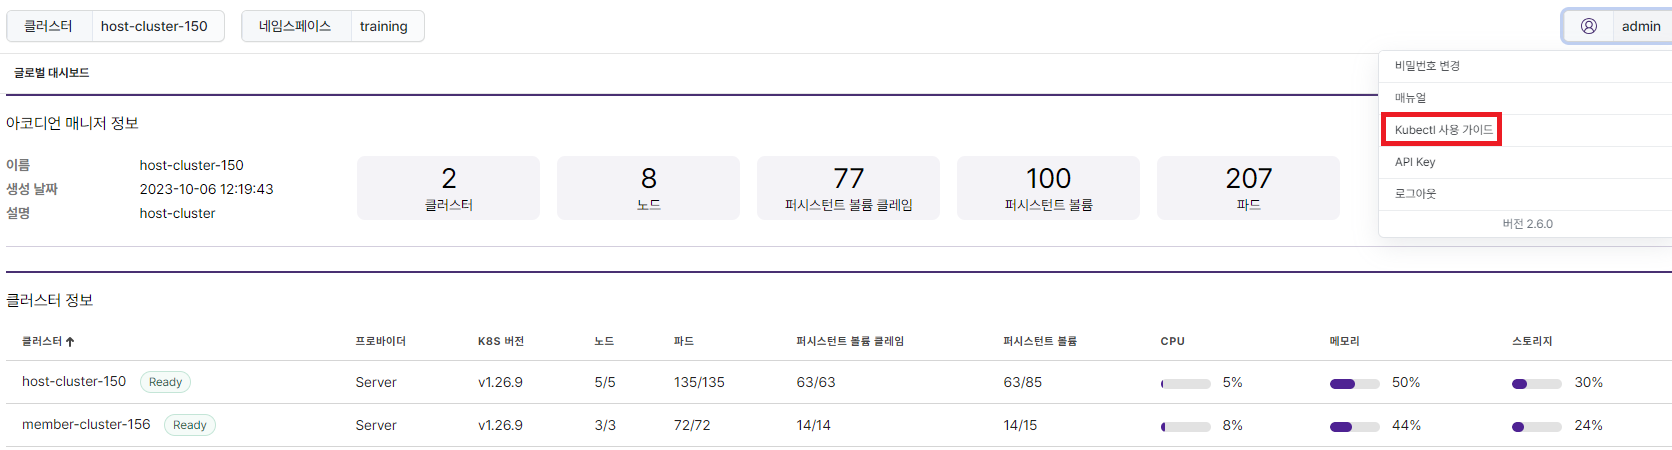 클러스터 host-cluster-150 네임스페이스 training admin
비밀번호 변경
매뉴얼
Kubectl 사용 가이드
API Key
로그아웃
버전 2.6.0
글로벌 대시보드
아코디언 매니저 정보
이름 host-cluster-150
생성 날짜 2023-10-06 12:19:43
설명 host-cluster
2 8 77 100 207
클러스터 노드 퍼시스턴트 볼륨 클레임 퍼시스턴트 볼륨 파드
클러스터 정보
클러스터 프로바이더 K8S 버전 노드 파드 퍼시스턴트 볼륨 클레임 퍼시스턴트 볼륨 CPU 메모리 스토리지
host-cluster-150 Ready Server v1.26.9 5/5 135/135 63/63 63/85 5% 50% 30%
member-cluster-156 Ready Server v1.26.9 3/3 72/72 14/14 14/15 8% 44% 24%